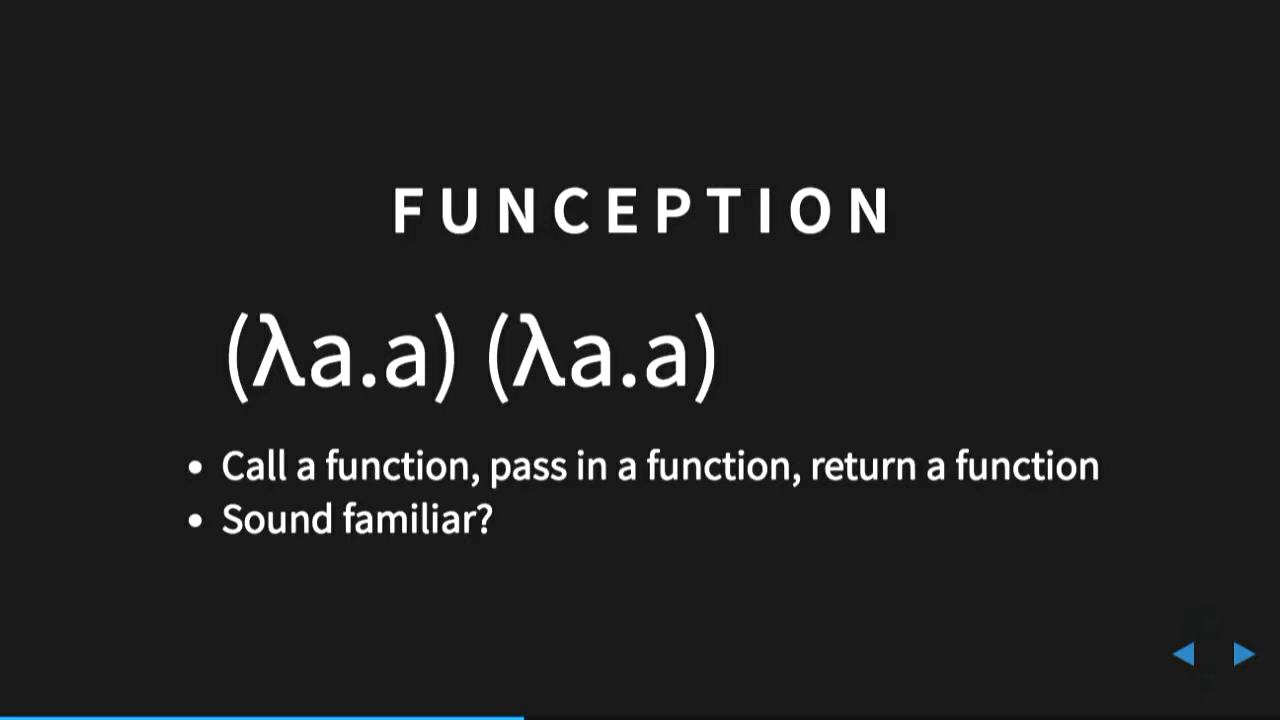 FUNCEPTION
(λa.a) (λa.a)
• Call a function, pass in a function, return a function
• Sound familiar?